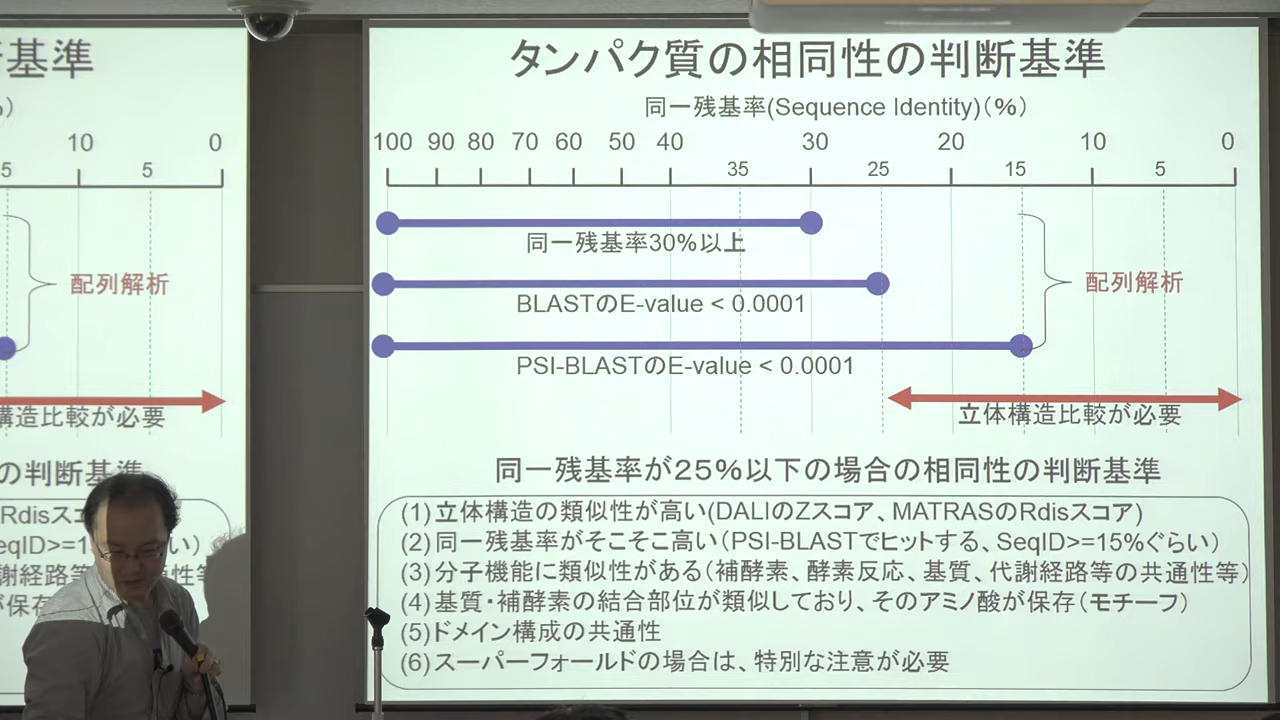 タンパク質の相同性の判断基準
同一残基率(Sequence Identity)(%)
100 90 80 70 60 50 40 30 20 10 0
35 25 15 5
同一残基率30%以上
BLASTのE-value < 0.0001
PSI-BLASTのE-value < 0.0001
配列解析
立体構造比較が必要
同一残基率が25%以下の場合の相同性の判断基準
(1)立体構造の類似性が高い(DALIのZスコア、MATRASのRdisスコア)
(2)同一残基率がそこそこ高い(PSI-BLASTでヒットする、SeqID>=15%ぐらい)
(3)分子機能に類似性がある(補酵素、酵素反応、基質、代謝経路等の共通性等)
(4)基質・補酵素の結合部位が類似しており、そのアミノ酸が保存(モチーフ)
(5)ドメイン構成の共通性
(6)スーパーフォールドの場合は、特別な注意が必要
基準
10 0
5 5
配列解析
構造比較が必要
の判断基準